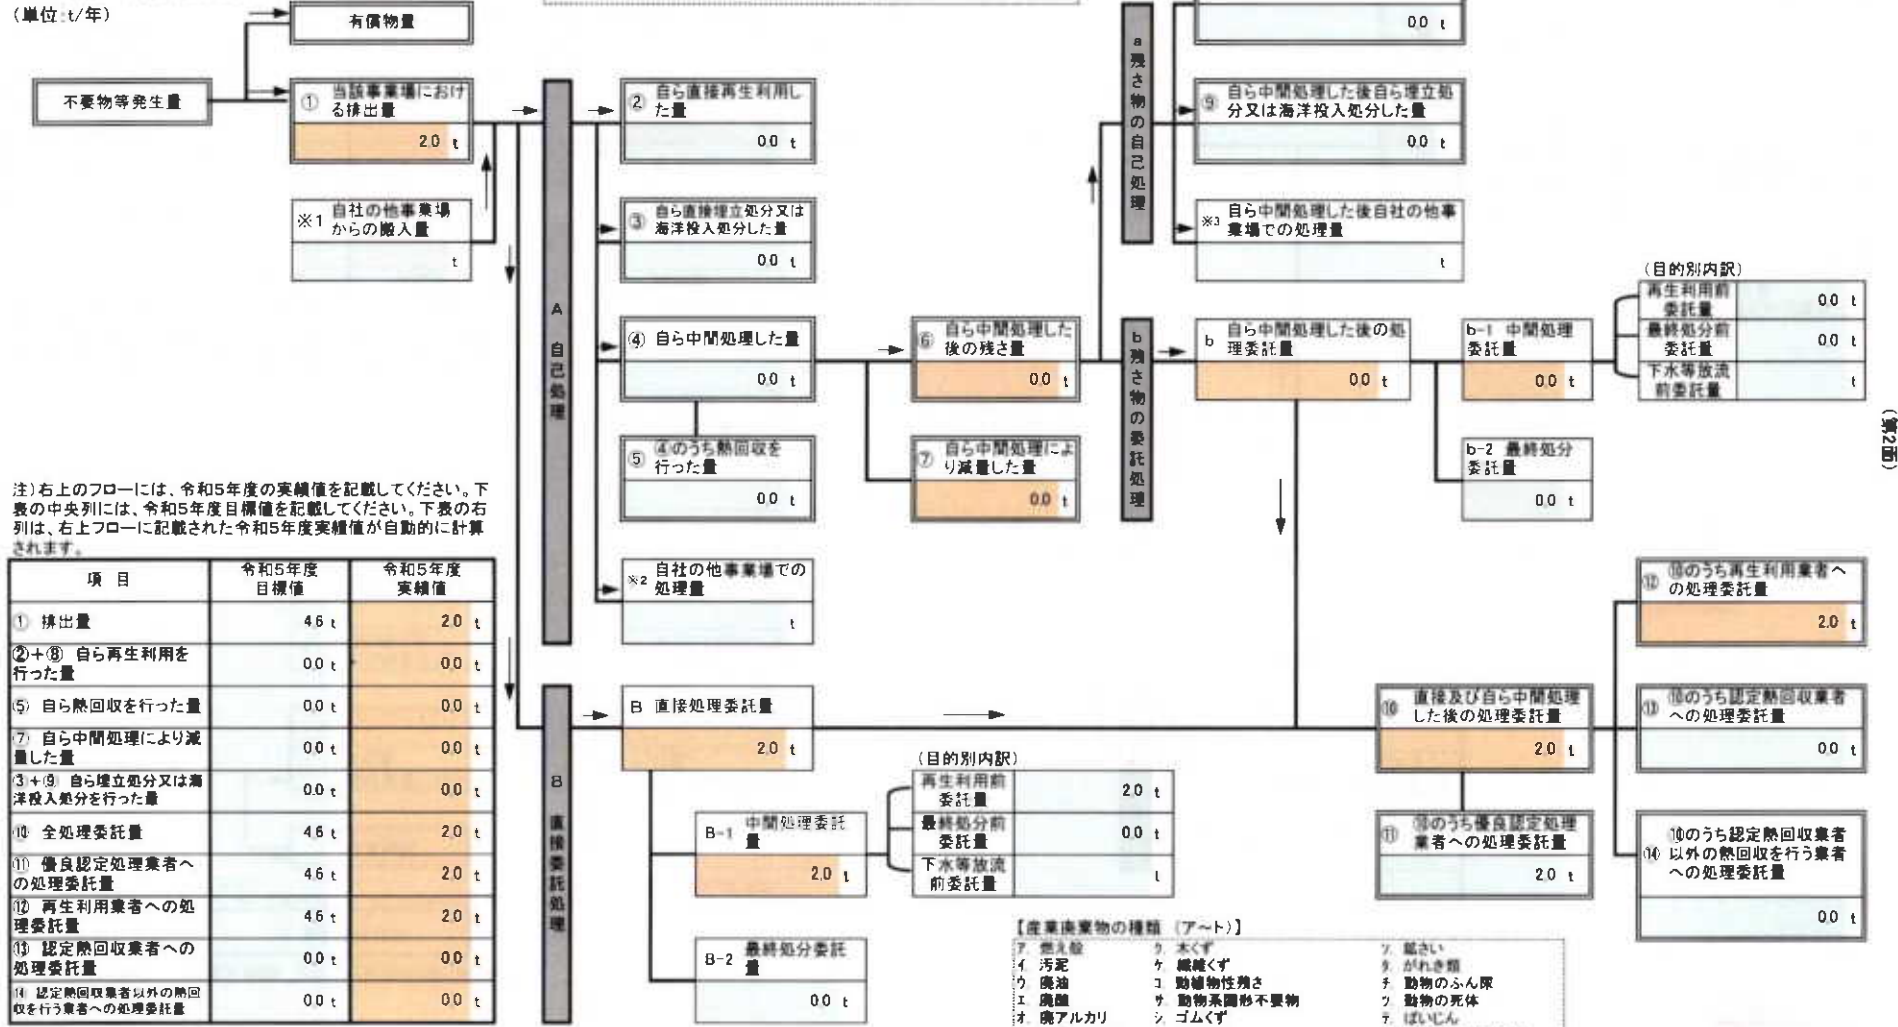 (単位:t/年)
有償物量
不要物等発生量
① 当該事業場におけ
る排出量
2.0 t
※1 自社の他事業場
からの搬入量
t
A 自己処理
② 自ら直接再生利用し
た量
0.0 t
③ 自ら直接埋立処分又は
海洋投入処分した量
0.0 t
④ 自ら中間処理した量
0.0 t
⑤ ④のうち熱回収を
行った量
0.0 t
※2 自社の他事業場での
処理量
t
⑥ 自ら中間処理した
後の残さ量
0.0 t
⑦ 自ら中間処理によ
り減量した量
0.0 t
a 残さ物の自己処理
0.0 t
⑨ 自ら中間処理した後自ら埋立処
分又は海洋投入処分した量
0.0 t
※3 自ら中間処理した後自社の他事
業場での処理量
t
b 残さ物の委託処理
b 自ら中間処理した後の処
理委託量
0.0 t
b-1 中間処理
委託量
0.0 t
b-2 最終処分
委託量
0.0 t
(目的別内訳)
再生利用前
委託量
0.0 t
最終処分前
委託量
0.0 t
下水等放流
前委託量
t
(第2面)
注)右上のフローには、令和5年度の実績値を記載してください。下
表の中央列には、令和5年度目標値を記載してください。下表の右
列は、右上フローに記載された令和5年度実績値が自動的に計算
されます。
項 目 令和5年度
目標値 令和5年度
実績値
① 排出量 4.6 t 2.0 t
②+⑧ 自ら再生利用を
行った量 0.0 t 0.0 t
⑤ 自ら熱回収を行った量 0.0 t 0.0 t
⑦ 自ら中間処理により減
量した量 0.0 t 0.0 t
③+⑨ 自ら埋立処分又は海
洋投入処分を行った量 0.0 t 0.0 t
⑩ 全処理委託量 4.6 t 2.0 t
⑪ 優良認定処理業者へ
の処理委託量 4.6 t 2.0 t
⑫ 再生利用業者への処
理委託量 4.6 t 2.0 t
⑬ 認定熱回収業者への
処理委託量 0.0 t 0.0 t
⑭ 認定熱回収業者以外の熱回
収を行う業者への処理委託量 0.0 t 0.0 t
B 直接委託処理
B 直接処理委託量
2.0 t
B-1 中間処理委託
量
2.0 t
B-2 最終処分委託
量
0.0 t
(目的別内訳)
再生利用前
委託量
2.0 t
最終処分前
委託量
0.0 t
下水等放流
前委託量
t
⑩ 直接及び自ら中間処理
した後の処理委託量
2.0 t
⑪ ⑩のうち優良認定処理
業者への処理委託量
2.0 t
⑫ ⑩のうち再生利用業者へ
の処理委託量
2.0 t
⑬ ⑩のうち認定熱回収業者
への処理委託量
0.0 t
⑭ ⑩のうち認定熱回収業者
以外の熱回収を行う業者
への処理委託量
0.0 t
【産業廃棄物の種類 (ア~ト)】
ア. 燃え殻 ク. 木くず ソ. 鉱さい
イ. 汚泥 ケ. 繊維くず タ. がれき類
ウ. 廃油 コ. 動植物性残さ チ. 動物のふん尿
エ. 廃酸 サ. 動物系固形不要物 ツ. 動物の死体
オ. 廃アルカリ シ. ゴムくず テ. ばいじん